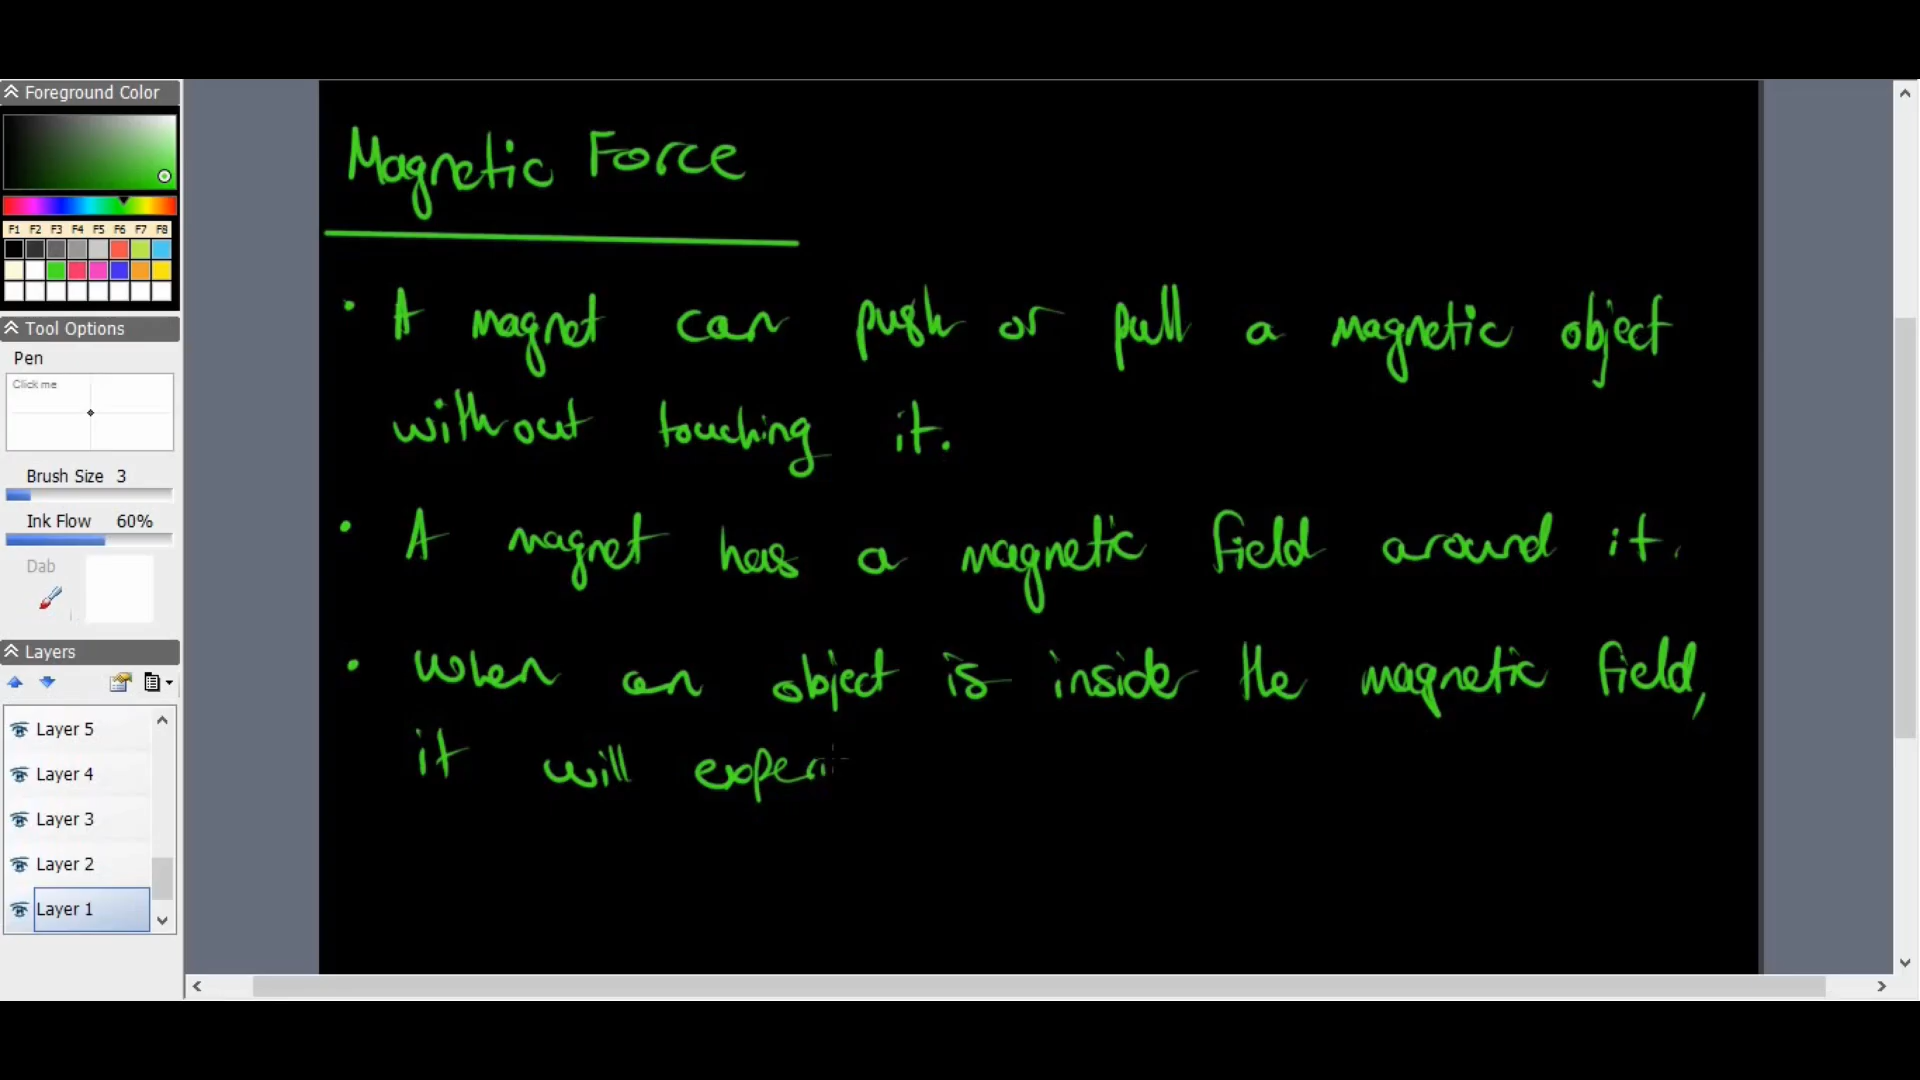 Foreground Color
F1 F2 F3 F4 F5 F6 F7 F8
Tool Options
Pen
Click me
Brush Size 3
Ink Flow 60%
Dab
Layers
Layer 5
Layer 4
Layer 3
Layer 2
Layer 1
Magnetic Force
• A magnet can push or pull a magnetic object
without touching it.
• A magnet has a magnetic field around it.
• When an object is inside the magnetic field,
it will experi